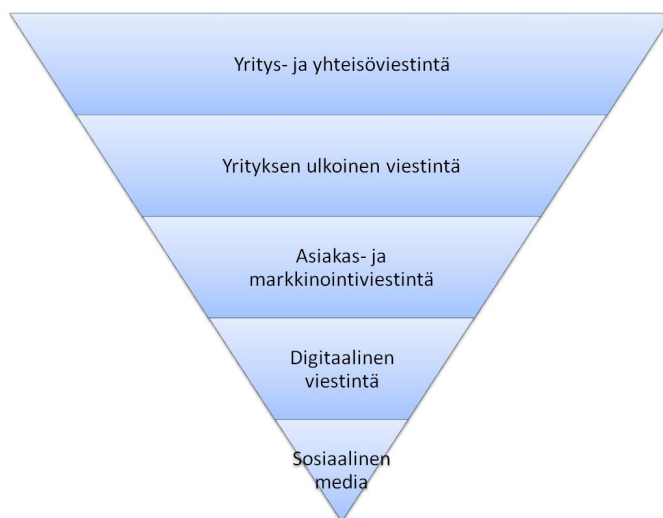 Yritys- ja yhteisöviestintä
Yrityksen ulkoinen viestintä
Asiakas- ja
markkinointiviestintä
Digitaalinen
viestintä
Sosiaalinen
media